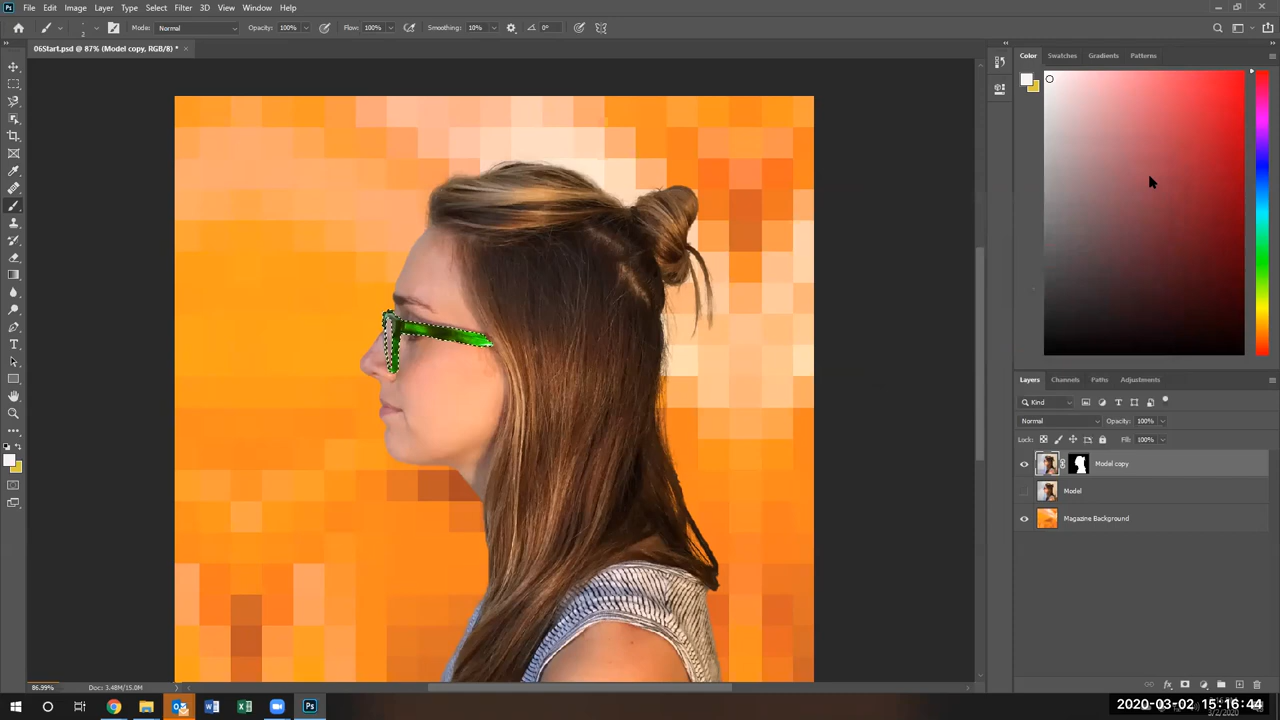 File Edit Image Layer Type Select Filter 3D View Window Help
Mode: Normal Opacity: 100% Flow: 100% Smoothing: 10% 0°
2
06Start.psd @ 87% (Model copy, RGB/8) * ×
Color Swatches Gradients Patterns
Layers Channels Paths Adjustments
Kind
Normal Opacity: 100%
Lock: Fill: 100%
Model copy
Model
Magazine Background
86.99% Doc: 3.48M/15.0M
2020-03-02 15:16:44